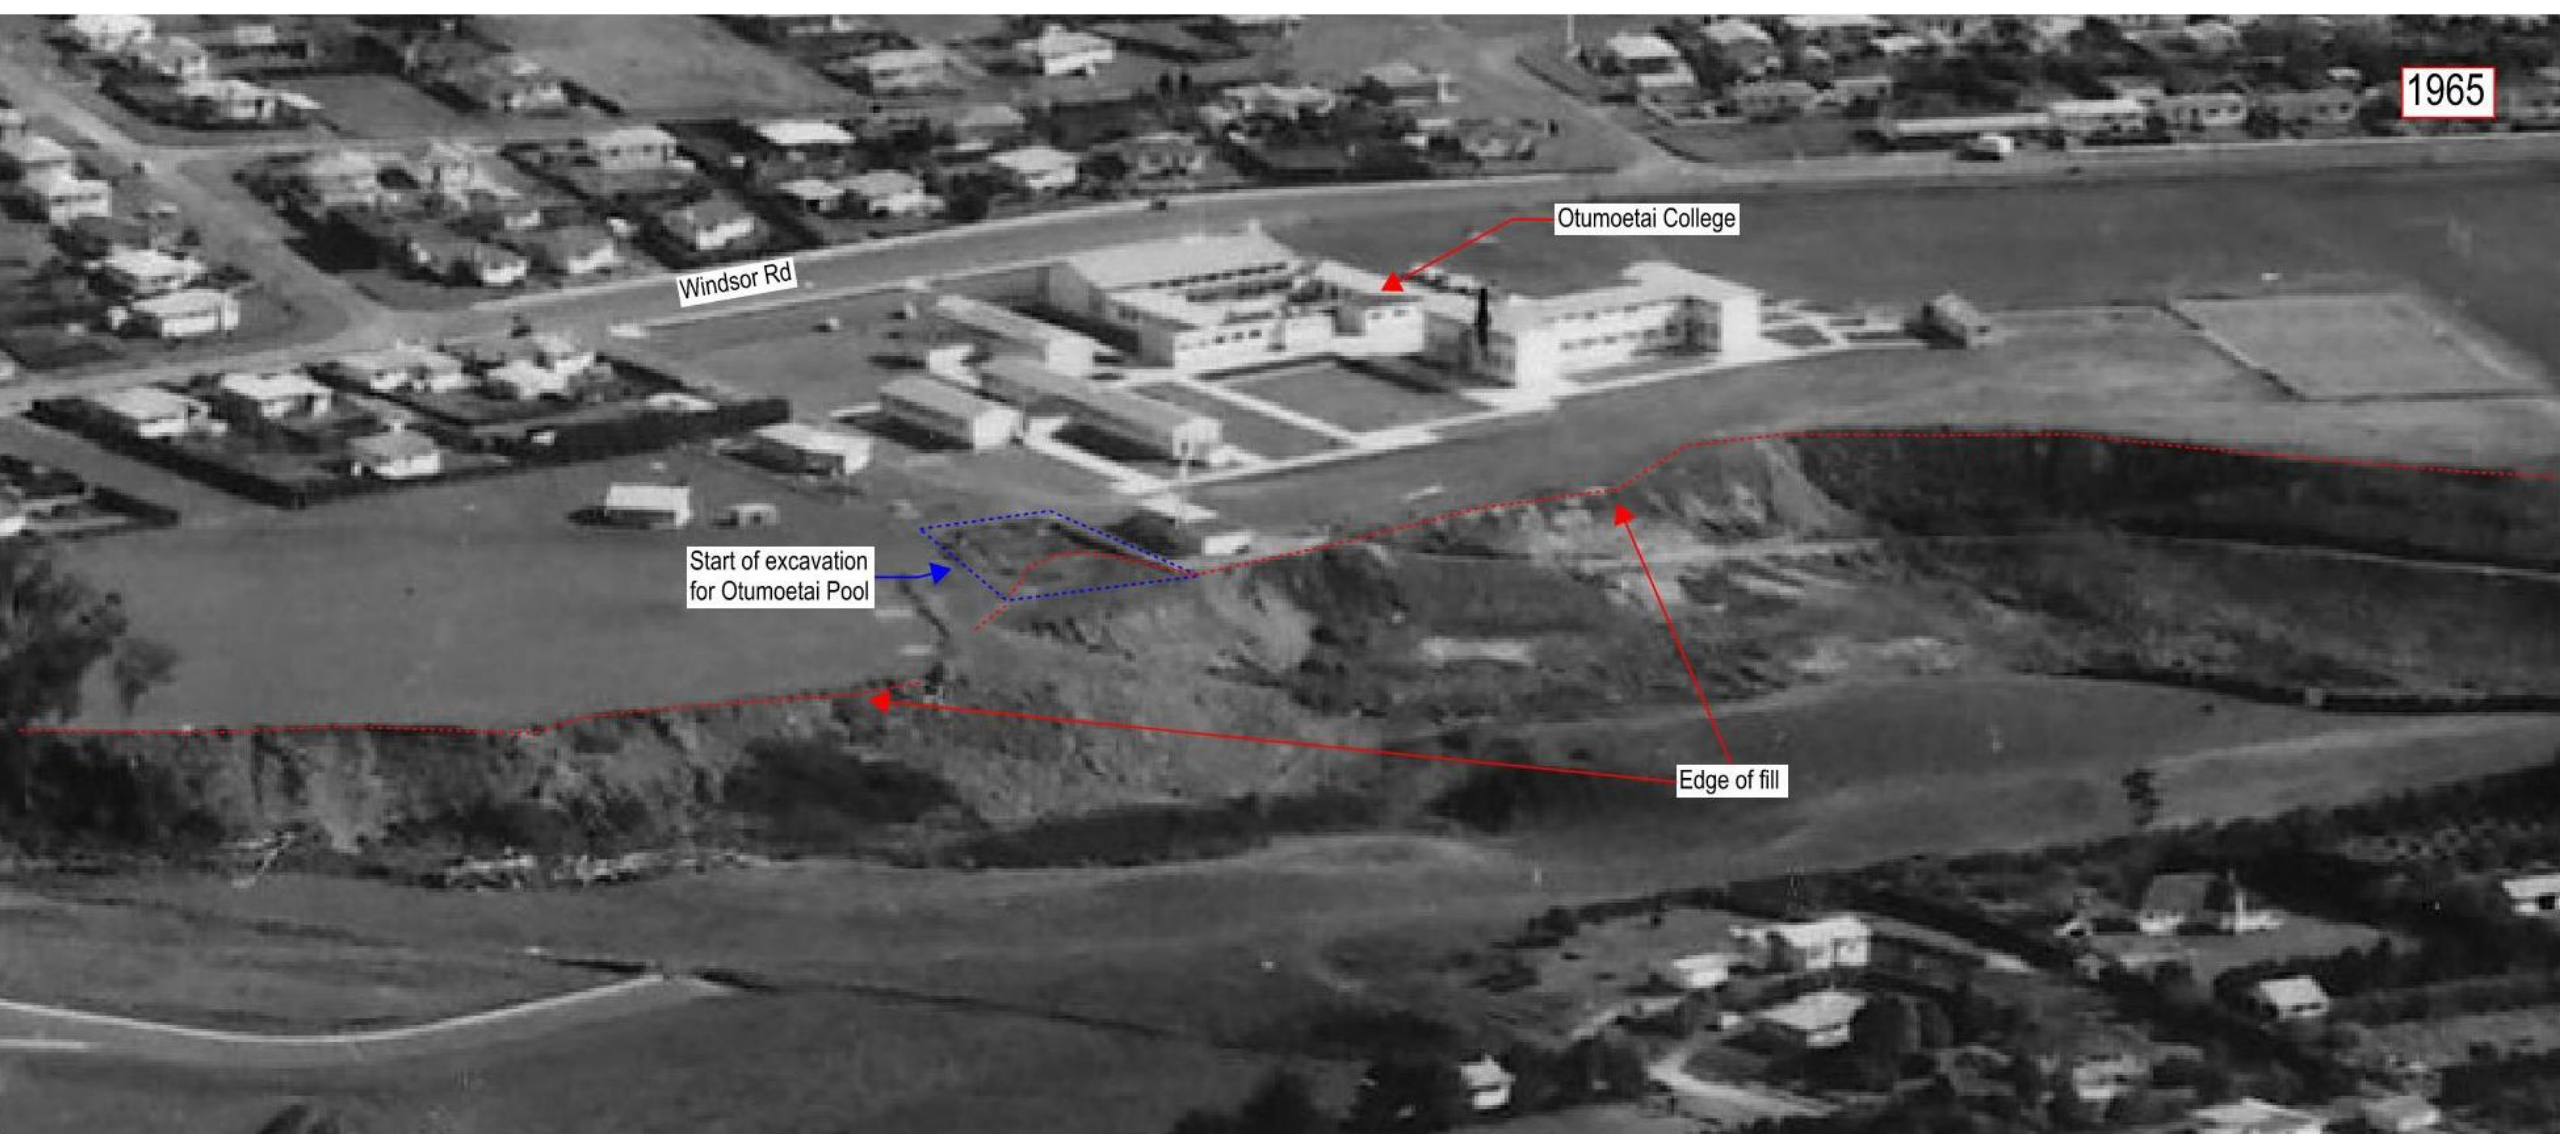 1965
Otumoetai College
Windsor Rd
Start of excavation
for Otumoetai Pool
Edge of fill